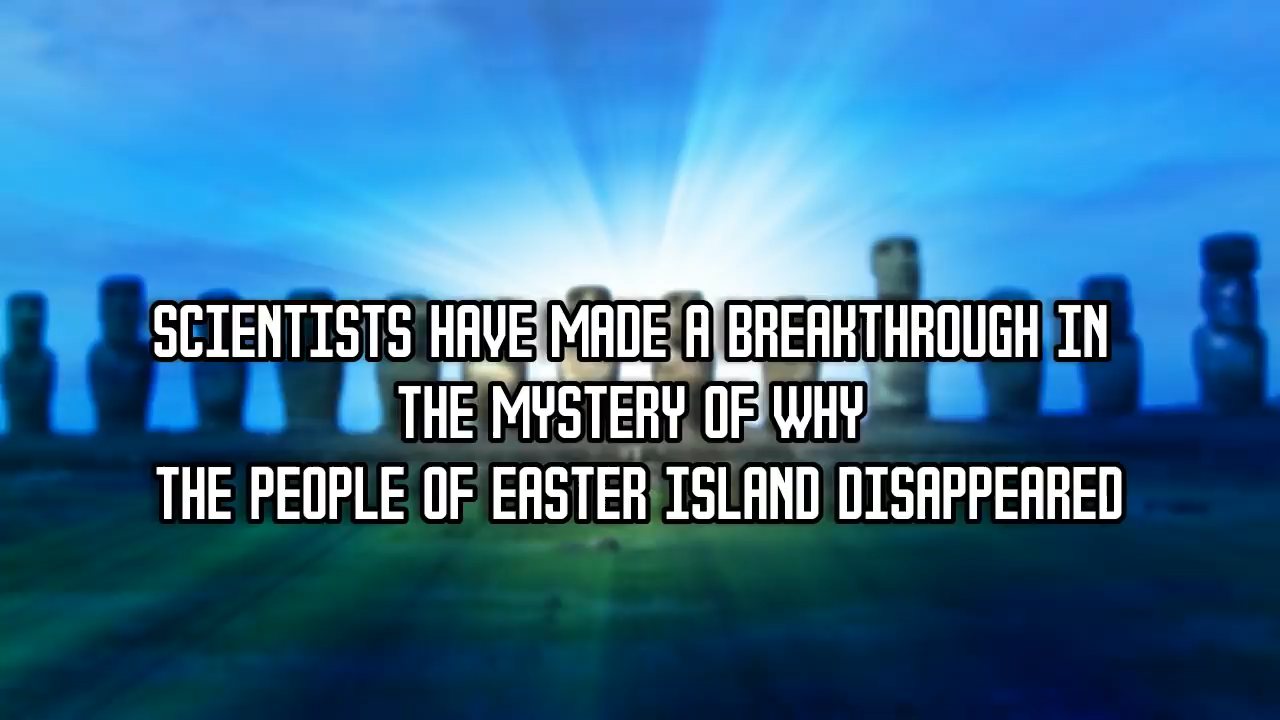 SCIENTISTS HAVE MADE A BREAKTHROUGH IN
THE MYSTERY OF WHY
THE PEOPLE OF EASTER ISLAND DISAPPEARED